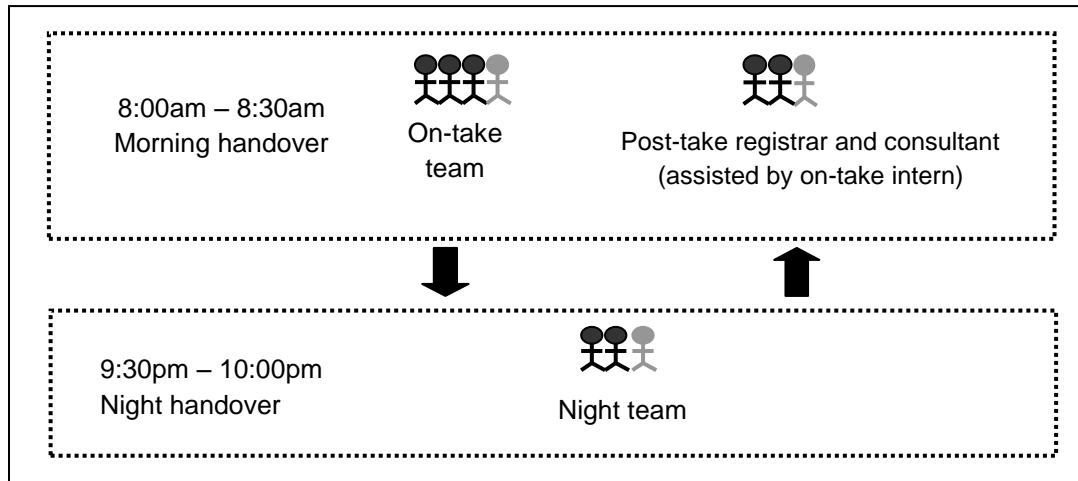 8:00am – 8:30am
Morning handover
On-take
team
Post-take registrar and consultant
(assisted by on-take intern)
9:30pm – 10:00pm
Night handover
Night team